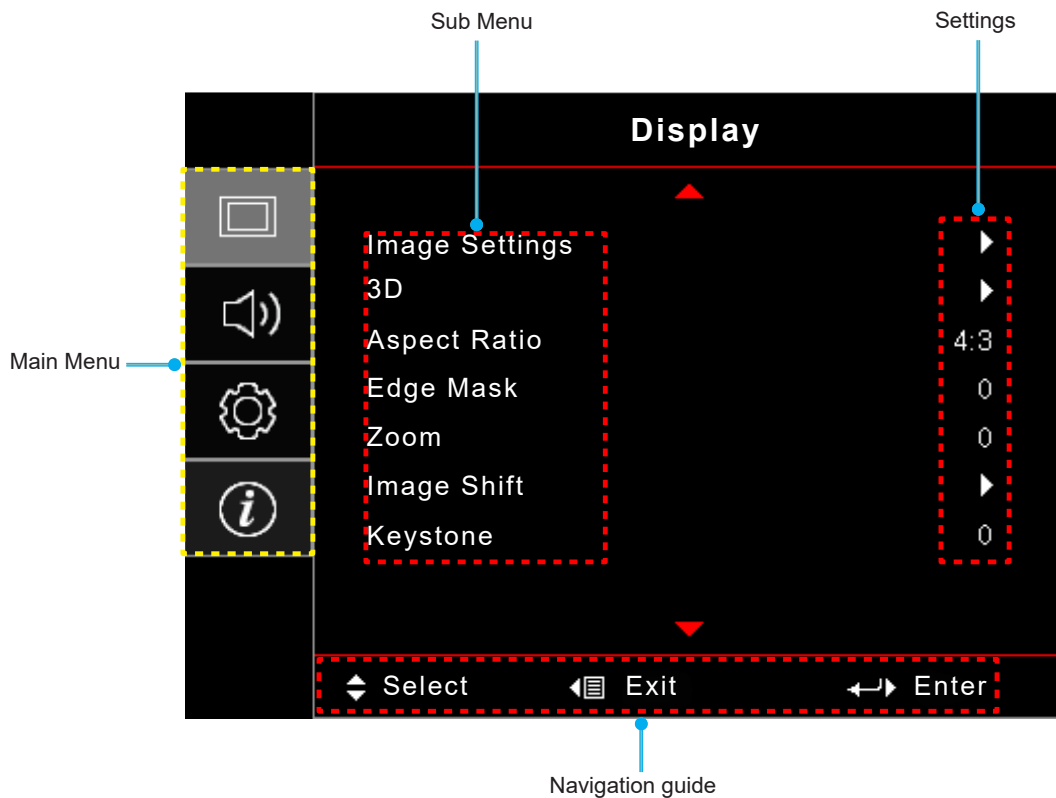 Sub Menu
Settings
Display
Image Settings
3D
Aspect Ratio 4:3
Edge Mask 0
Zoom 0
Image Shift
Keystone 0
Main Menu
i
Select Exit Enter
Navigation guide